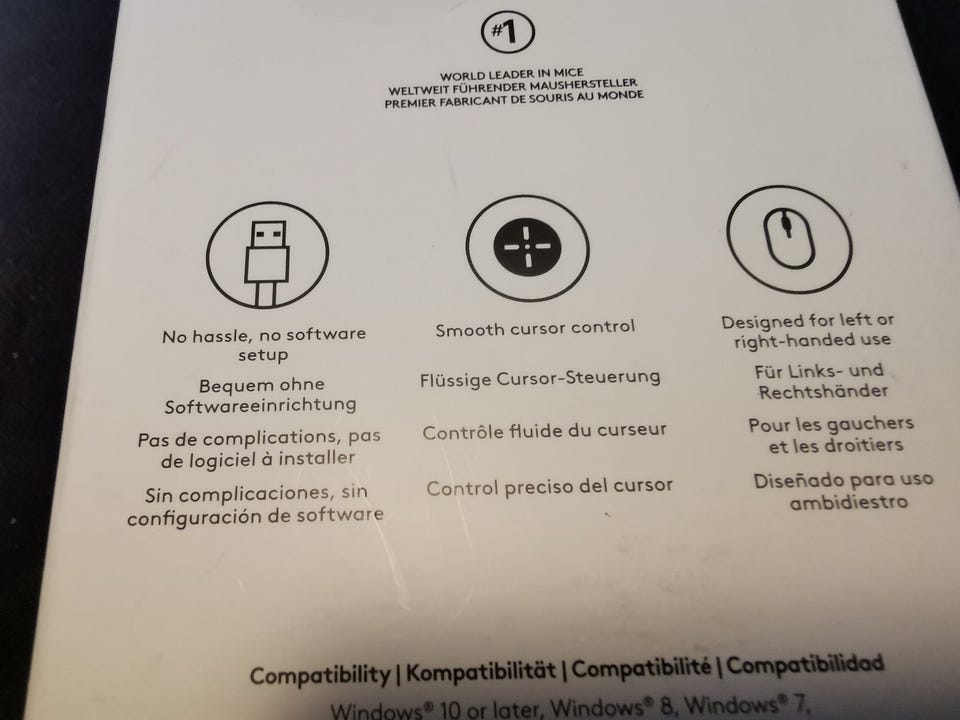 #1
WORLD LEADER IN MICE
WELTWEIT FÜHRENDER MAUSHERSTELLER
PREMIER FABRICANT DE SOURIS AU MONDE
No hassle, no software
setup
Bequem ohne
Softwareeinrichtung
Pas de complications, pas
de logiciel à installer
Sin complicaciones, sin
configuración de software
Smooth cursor control
Flüssige Cursor-Steuerung
Contrôle fluide du curseur
Control preciso del cursor
Designed for left or
right-handed use
Für Links- und
Rechtshänder
Pour les gauchers
et les droitiers
Diseñado para uso
ambidiestro
Compatibility | Kompatibilität | Compatibilité | Compatibilidad
Windows® 10 or later, Windows® 8, Windows® 7,